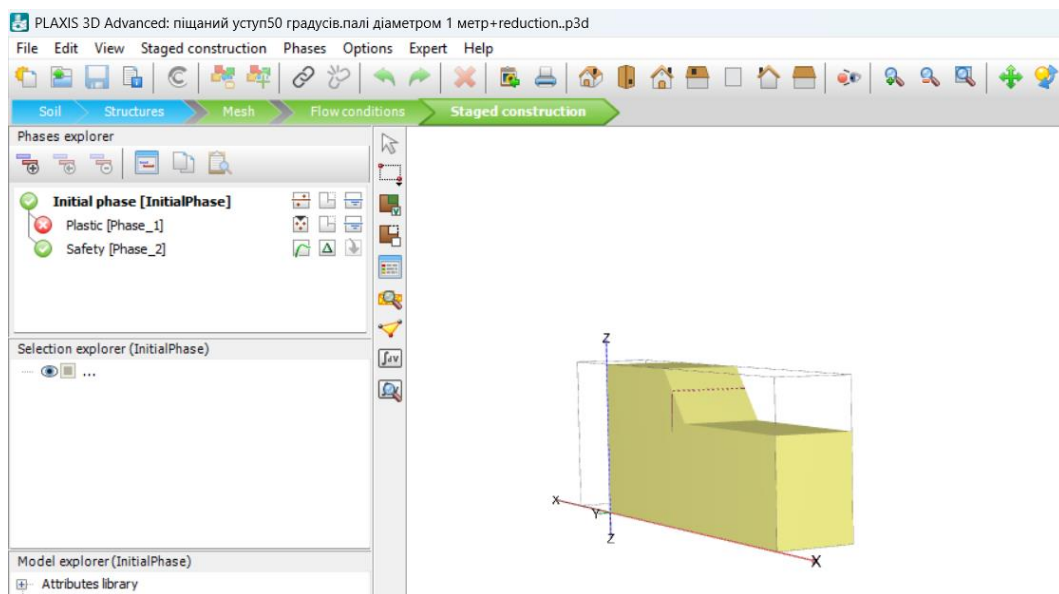 PLAXIS 3D Advanced: піщаний уступ50 градусів.палі діаметром 1 метр+reduction..p3d
File Edit View Staged construction Phases Options Expert Help
Soil Structures Mesh Flow conditions Staged construction
Phases explorer
Initial phase [InitialPhase]
Plastic [Phase_1]
Safety [Phase_2]
Selection explorer (InitialPhase)
...
Model explorer (InitialPhase)
Attributes library
∫dv
Z
X
Y
Z
X